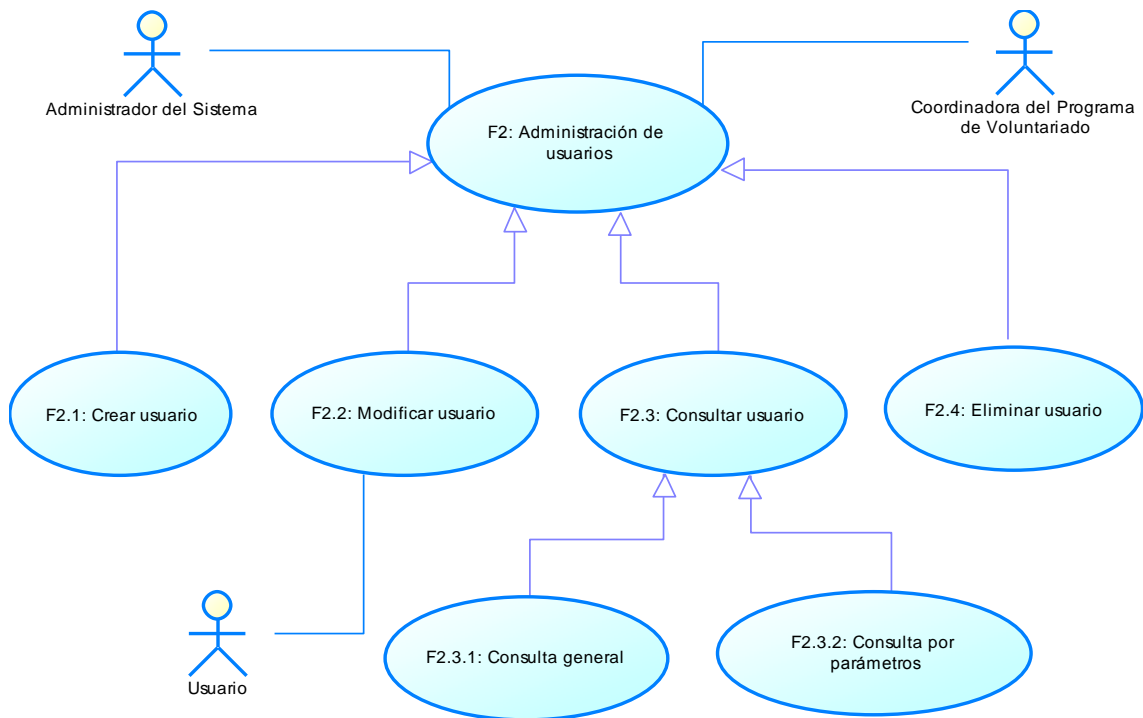 Administrador del Sistema
Coordinadora del Programa
de Voluntariado
F2: Administración de
usuarios
F2.1: Crear usuario
F2.2: Modificar usuario
F2.3: Consultar usuario
F2.4: Eliminar usuario
Usuario
F2.3.1: Consulta general
F2.3.2: Consulta por
parámetros